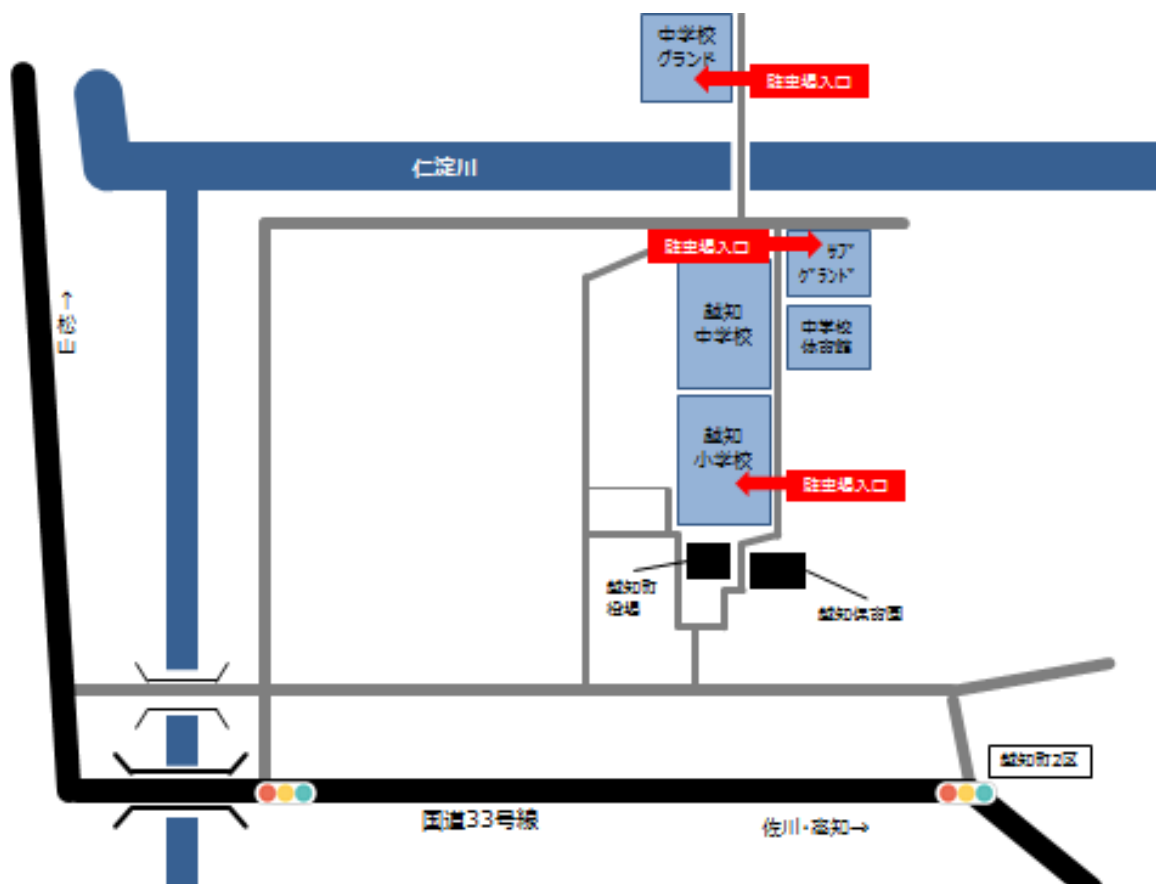 中学校
グランド
駐車場入口
仁淀川
駐車場入口
サブ
グランド
↑松山
越知
中学校
中学校
体育館
越知
小学校
駐車場入口
越知町
役場
越知保育園
越知町2区
国道33号線
佐川・高知→